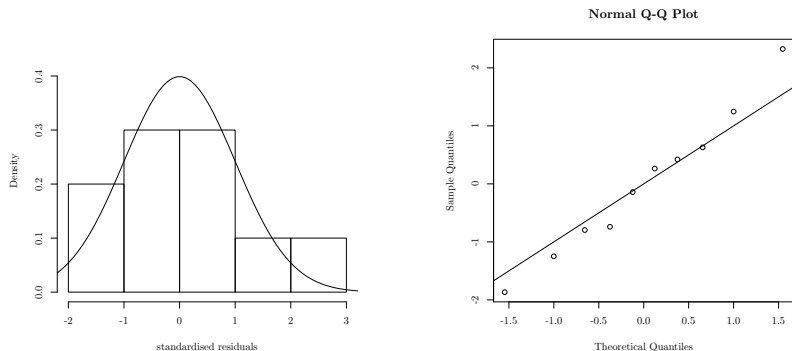 Normal Q-Q Plot
Density
0.0 0.1 0.2 0.3 0.4
-2 -1 0 1 2 3
standardised residuals
Sample Quantiles
-2 -1 0 1 2
-1.5 -1.0 -0.5 0.0 0.5 1.0 1.5
Theoretical Quantiles